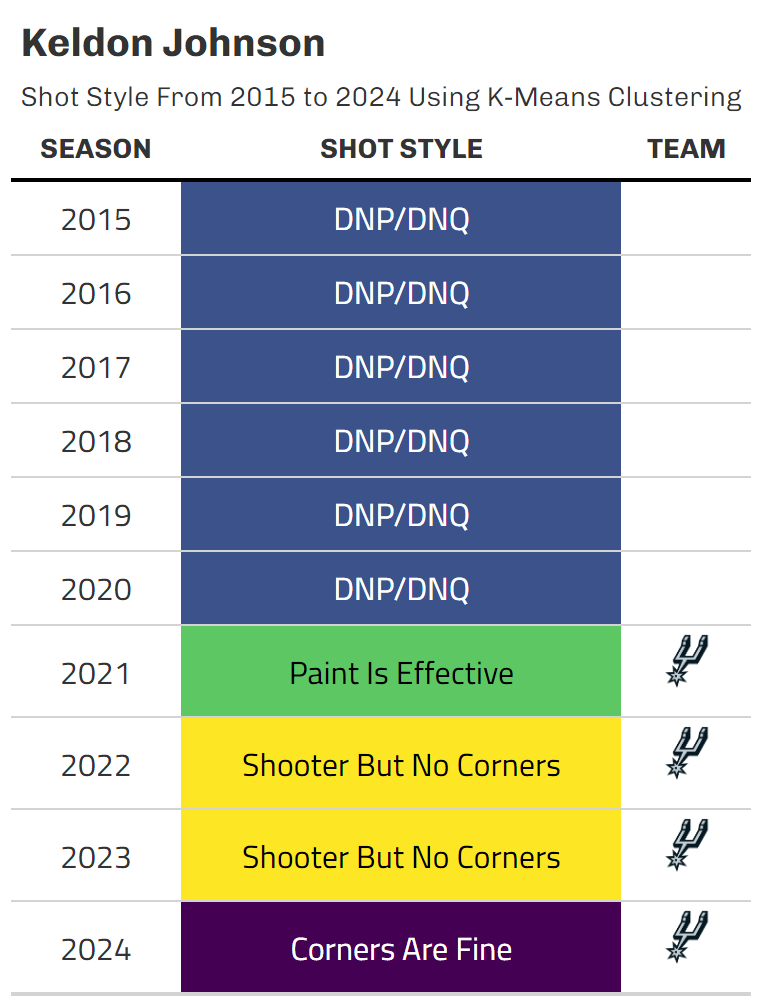 Keldon Johnson
Shot Style From 2015 to 2024 Using K-Means Clustering
SEASON SHOT STYLE TEAM
2015 DNP/DNQ
2016 DNP/DNQ
2017 DNP/DNQ
2018 DNP/DNQ
2019 DNP/DNQ
2020 DNP/DNQ
2021 Paint Is Effective
2022 Shooter But No Corners
2023 Shooter But No Corners
2024 Corners Are Fine